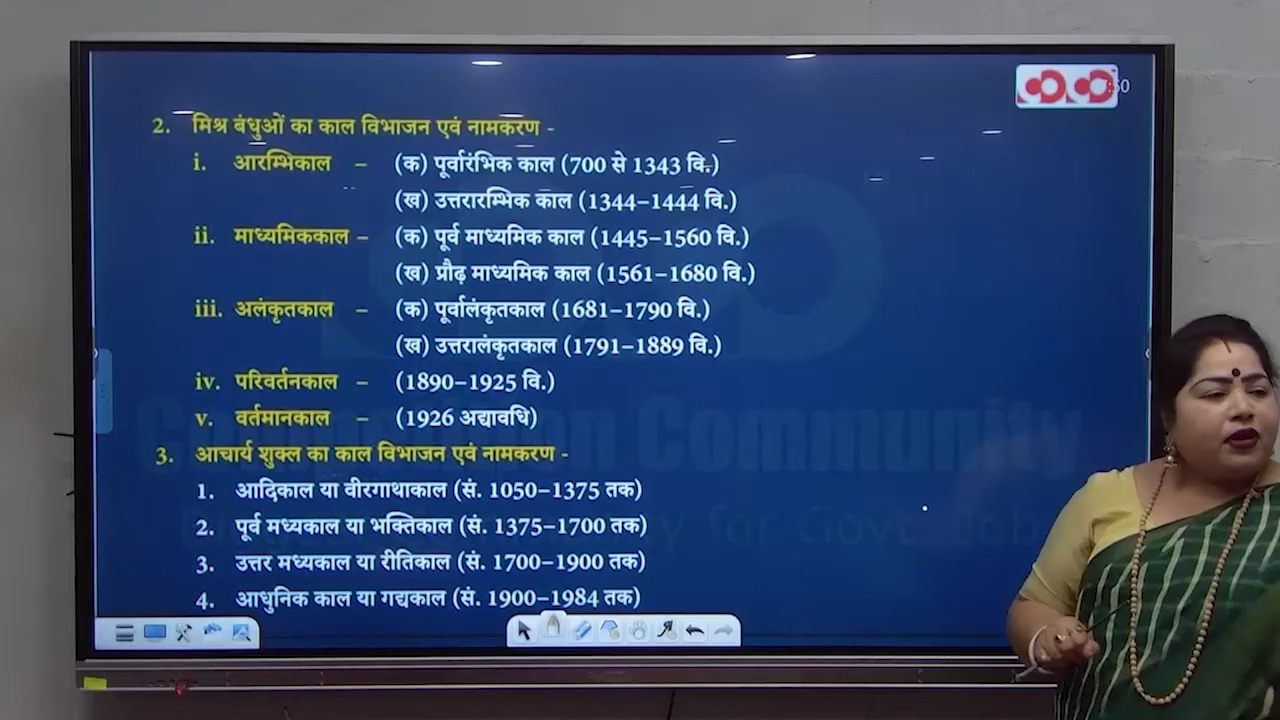 :50
2. मिश्र बंधुओं का काल विभाजन एवं नामकरण -
i. आरम्भिकाल – (क) पूर्वारंभिक काल (700 से 1343 वि.)
(ख) उत्तरारम्भिक काल (1344–1444 वि.)
ii. माध्यमिककाल – (क) पूर्व माध्यमिक काल (1445–1560 वि.)
(ख) प्रौढ़ माध्यमिक काल (1561–1680 वि.)
iii. अलंकृतकाल – (क) पूर्वालंकृतकाल (1681–1790 वि.)
(ख) उत्तरालंकृतकाल (1791–1889 वि.)
iv. परिवर्तनकाल – (1890–1925 वि.)
v. वर्तमानकाल – (1926 अद्यावधि)
Community
3. आचार्य शुक्ल का काल विभाजन एवं नामकरण -
1. आदिकाल या वीरगाथाकाल (सं. 1050–1375 तक)
2. पूर्व मध्यकाल या भक्तिकाल (सं. 1375–1700 तक)
for
3. उत्तर मध्यकाल या रीतिकाल (सं. 1700–1900 तक)
4. आधुनिक काल या गद्यकाल (सं. 1900–1984 तक)